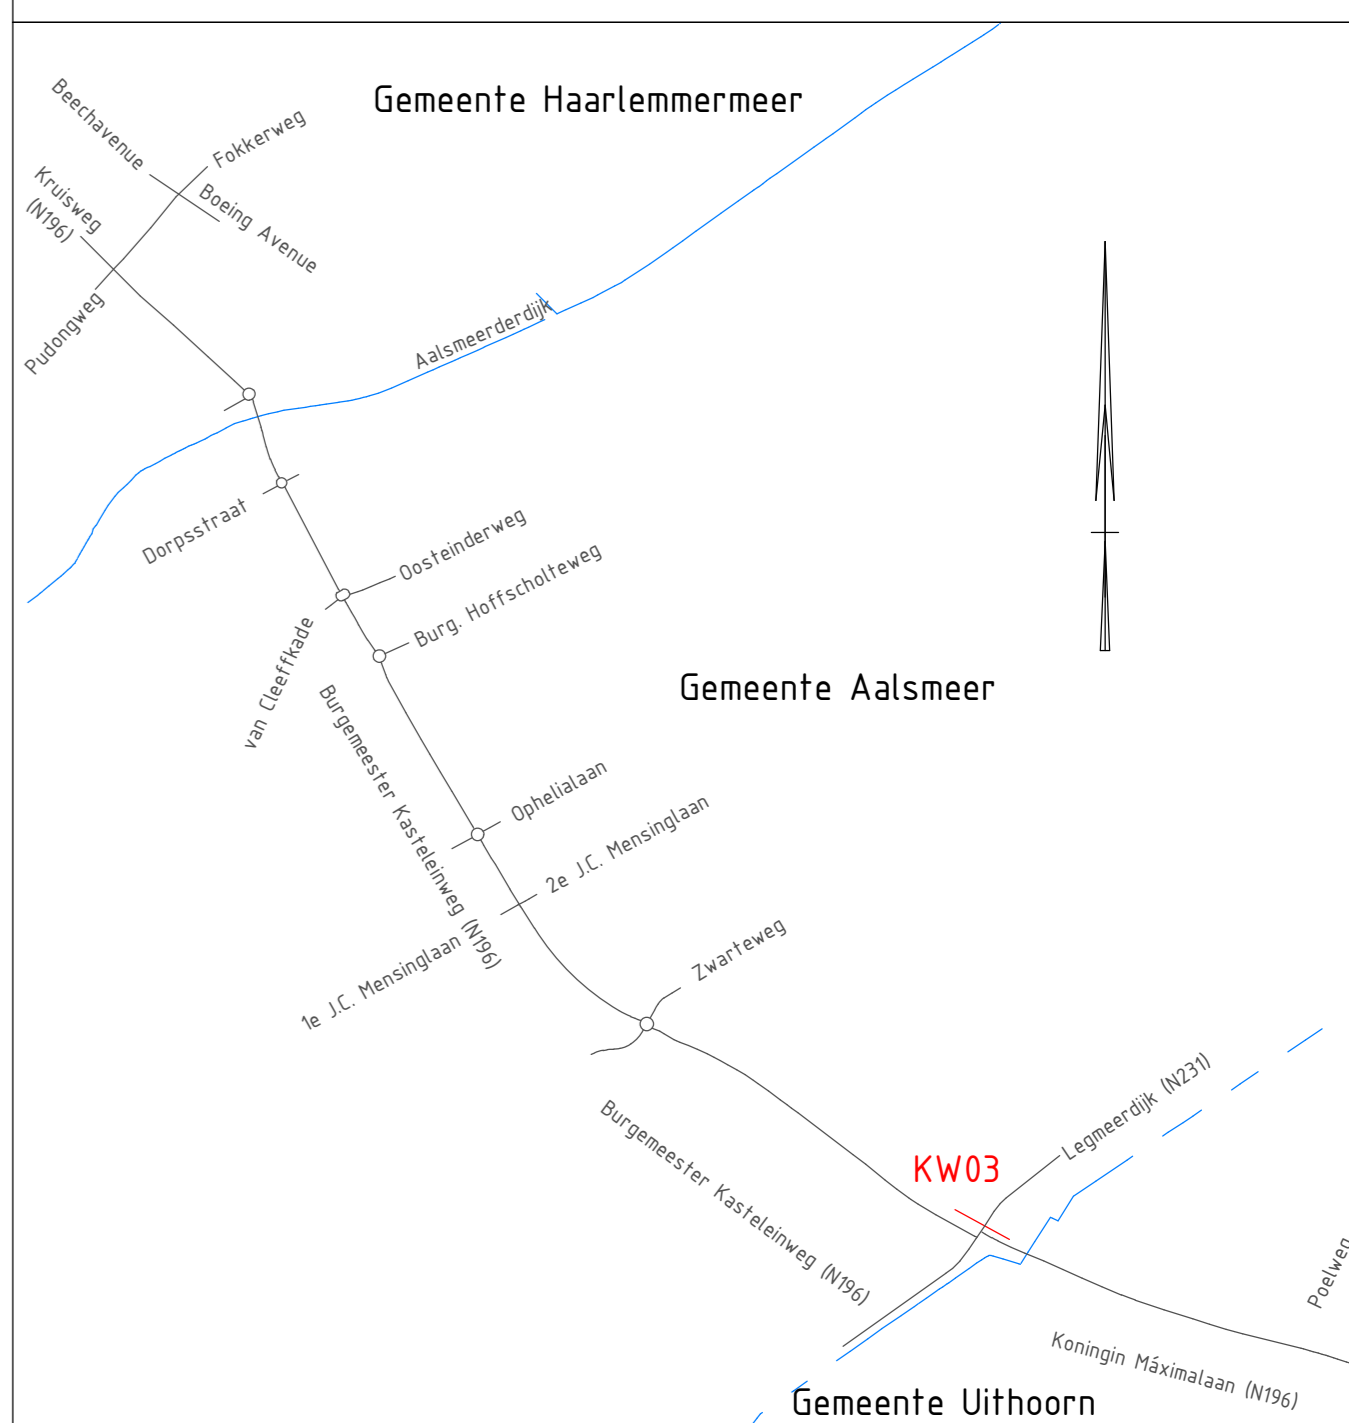 Gemeente Haarlemmermeer
Beechavenue
Fokkerweg
Kruisweg
(N196)
Boeing Avenue
Pudongweg
Aalsmeerderdijk
Dorpsstraat
Oosteinderweg
Burg. Hoffscholteweg
van Cleeffkade
Gemeente Aalsmeer
Burgemeester Kasteleinweg (N196)
Ophelialaan
2e J.C. Mensinglaan
1e J.C. Mensinglaan
Zwarteweg
Legmeerdijk (N231)
Burgemeester Kasteleinweg (N196)
KW03
Poelweg
Koningin Máximalaan (N196)
Gemeente Uithoorn